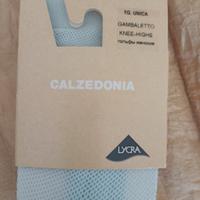 TG. UNICA
GAMBALETTO
KNEE-HIGHS
ГОЛЬФЫ ЖЕНСКИЕ
CALZEDONIA
LYCRA